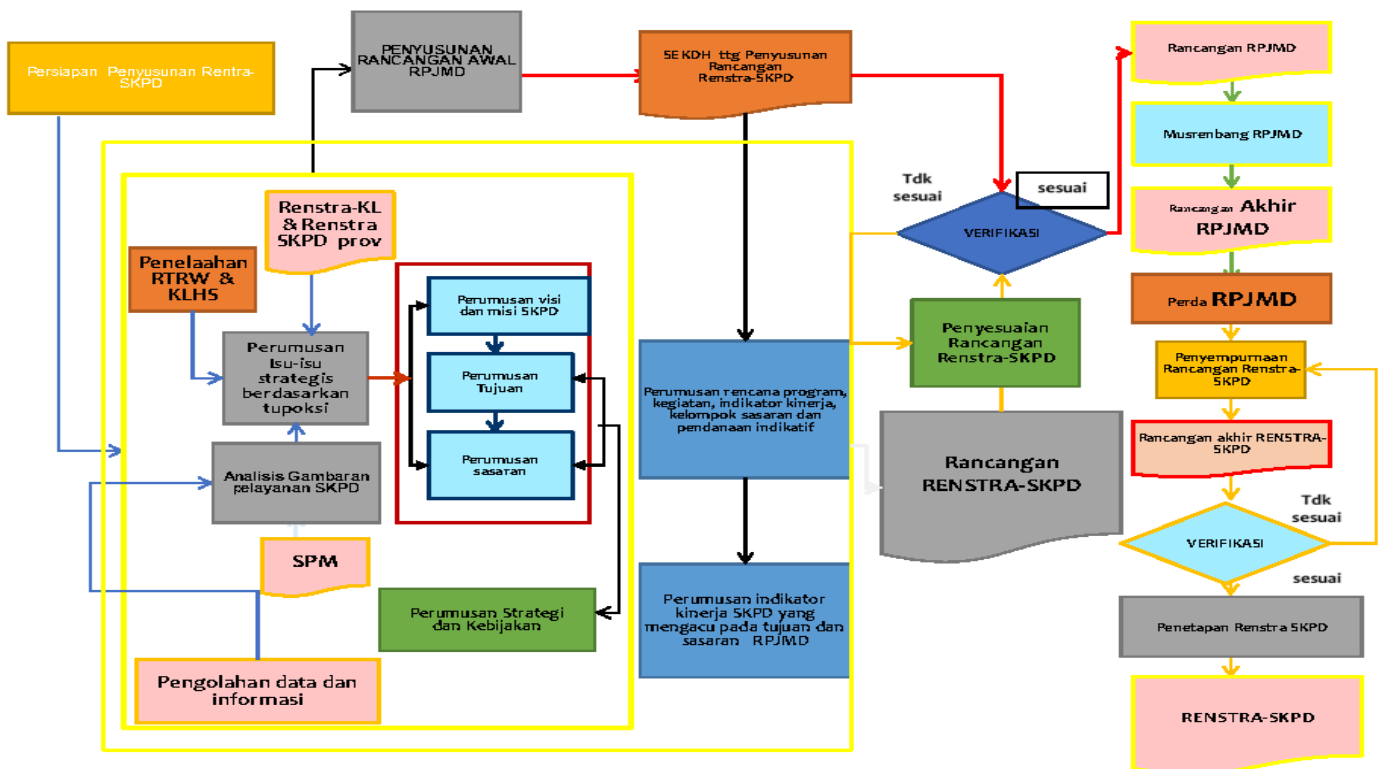 Persiapan Penyusunan Rentra-
SKPD
PENYUSUNAN
RANCANGAN AWAL
RPJMD
SEKDH ttg Penyusunan
Rancangan
Renstra-SKPD
Rancangan RPJMD
Musrenbang RPJMD
Rancangan Akhir
RPJMD
Perda RPJMD
Penyempurnaan
Rancangan Renstra-
SKPD
Rancangan akhir RENSTRA-
SKPD
VERIFIKASI
Tdk
sesuai
sesuai
Penetapan Renstra SKPD
RENSTRA-SKPD
Tdk
sesuai
sesuai
VERIFIKASI
Penyesuaian
Rancangan
Renstra-SKPD
Rancangan
RENSTRA-SKPD
Renstra-KL
& Renstra
SKPD prov
Penelaahan
RTRW &
KLHS
Perumusan
Isu-isu
strategis
berdasarkan
tupoksi
Analisis Gambaran
pelayanan SKPD
SPM
Pengolahan data dan
informasi
Perumusan visi
dan misi SKPD
Perumusan
Tujuan
Perumusan
sasaran
Perumusan Strategi
dan Kebijakan
Perumusan rencana program,
kegiatan, indikator kinerja,
kelompok sasaran dan
pendanaan indikatif
Perumusan indikator
kinerja SKPD yang
mengacu pada tujuan dan
sasaran RPJMD